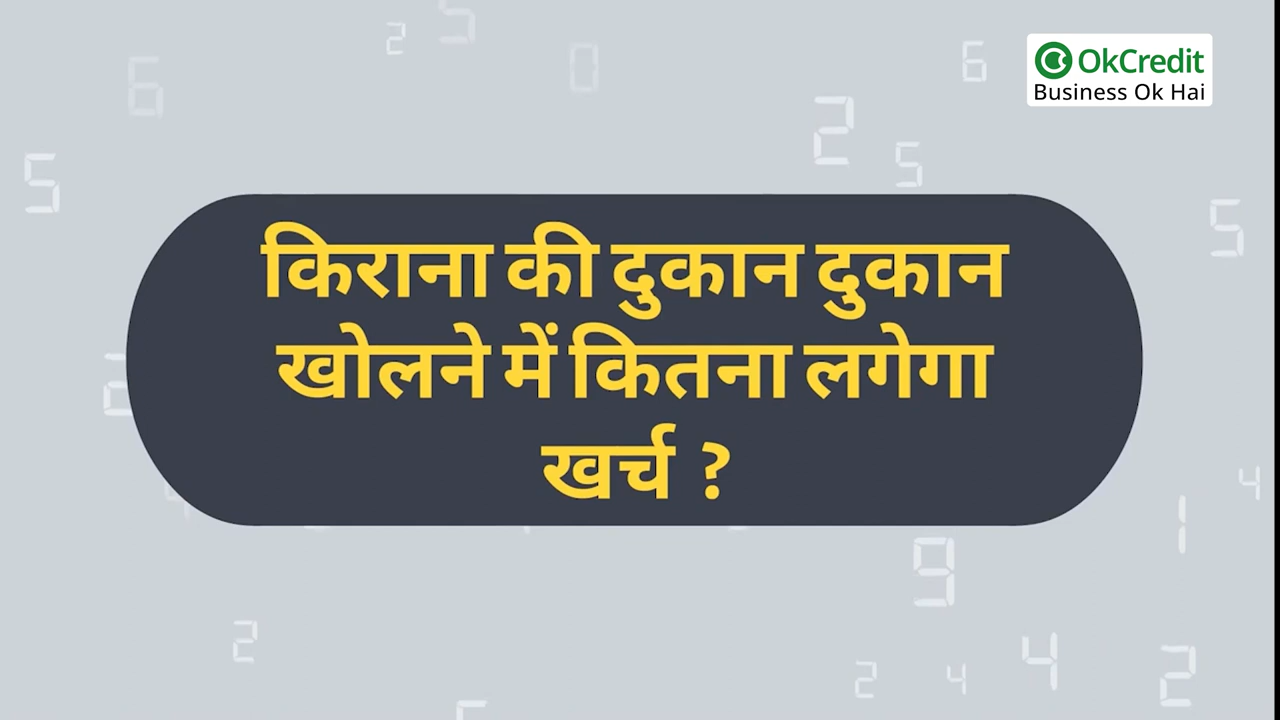 OkCredit
Business Ok Hai
किराना की दुकान दुकान
खोलने में कितना लगेगा
खर्च ?